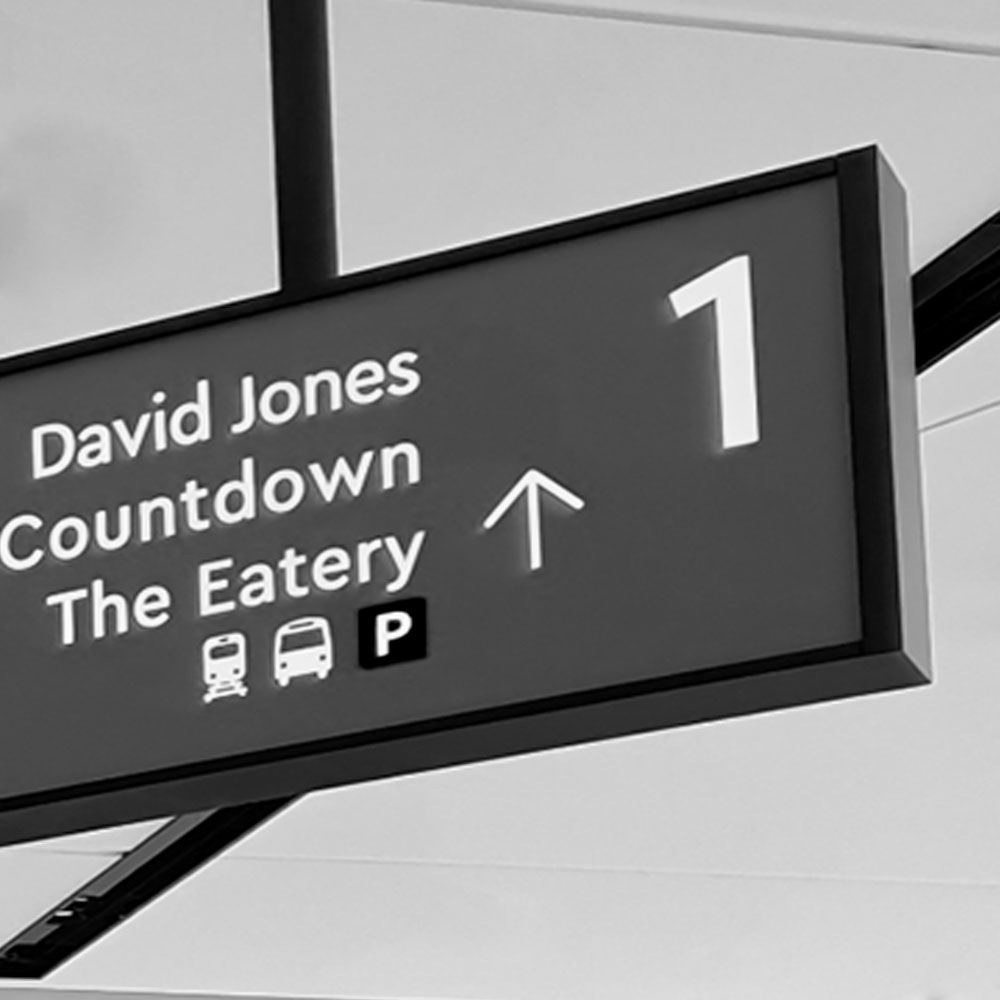 1
David Jones
Countdown
The Eatery
P